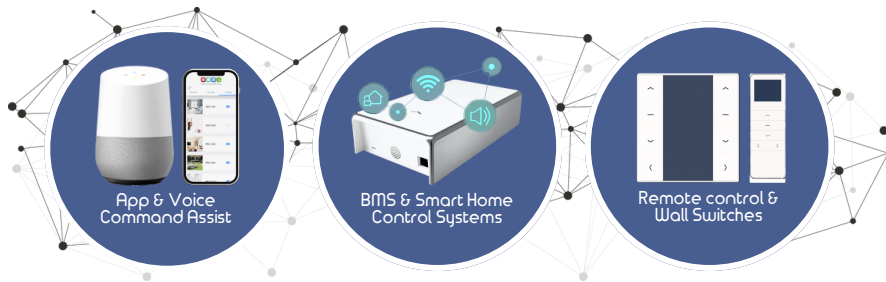 App & Voice
Command Assist
BMS & Smart Home
Control Systems
Remote control &
Wall Switches